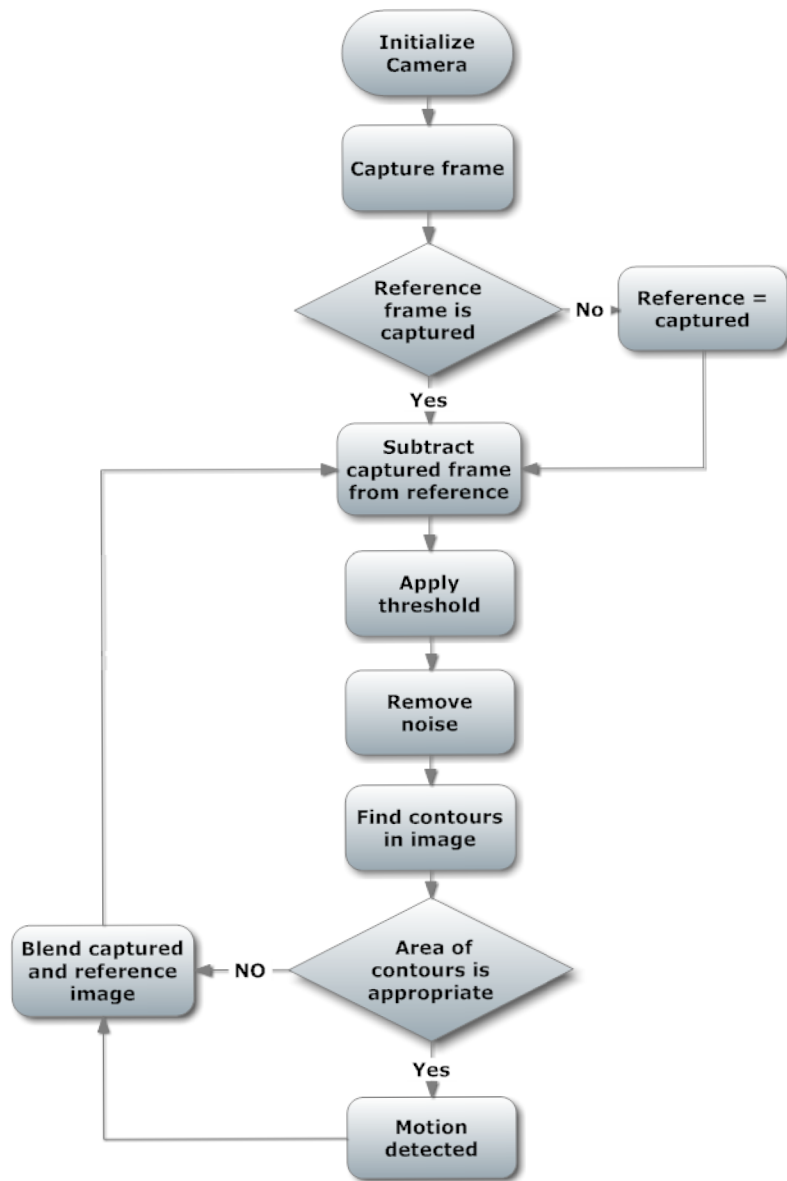 Initialize
Camera
Capture frame
Reference
frame is
captured
No
Reference =
captured
Yes
Subtract
captured frame
from reference
Apply
threshold
Remove
noise
Find contours
in image
Area of
contours is
appropriate
NO
Blend captured
and reference
image
Yes
Motion
detected